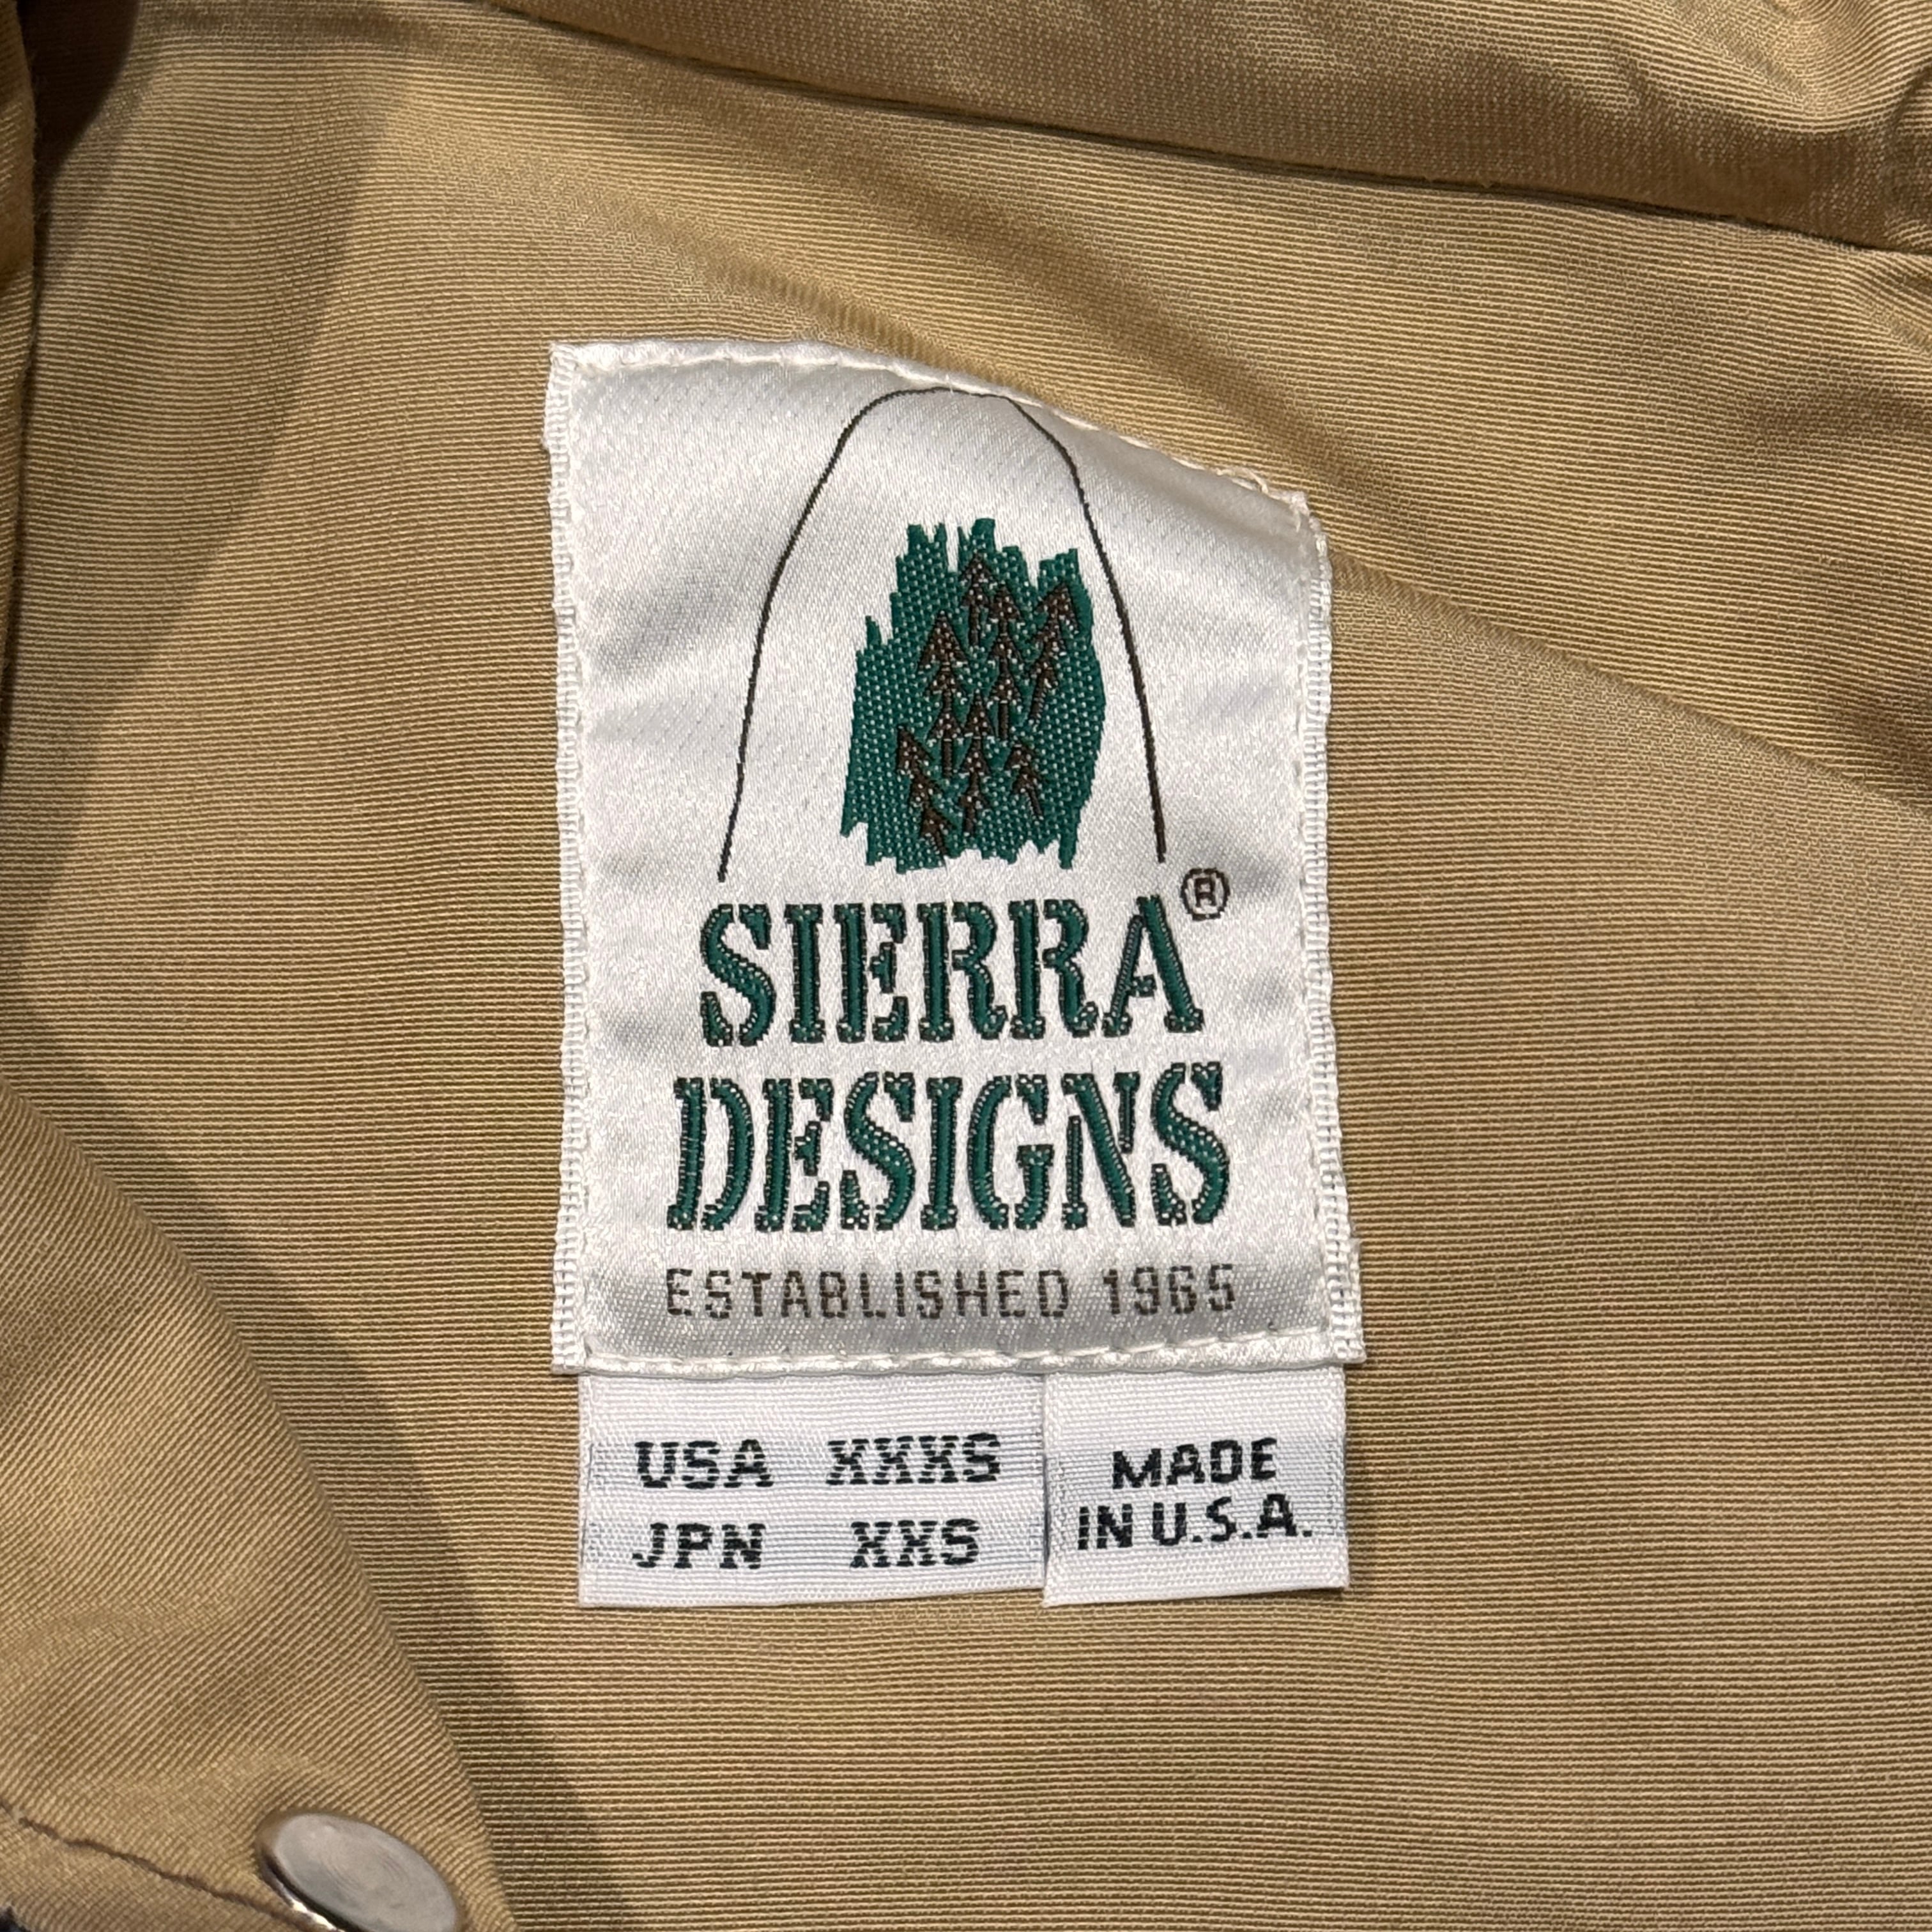 SIERRA®
DESIGNS
ESTABLISHED 1965
USA XXXS
JPN XXS
MADE
IN U.S.A.